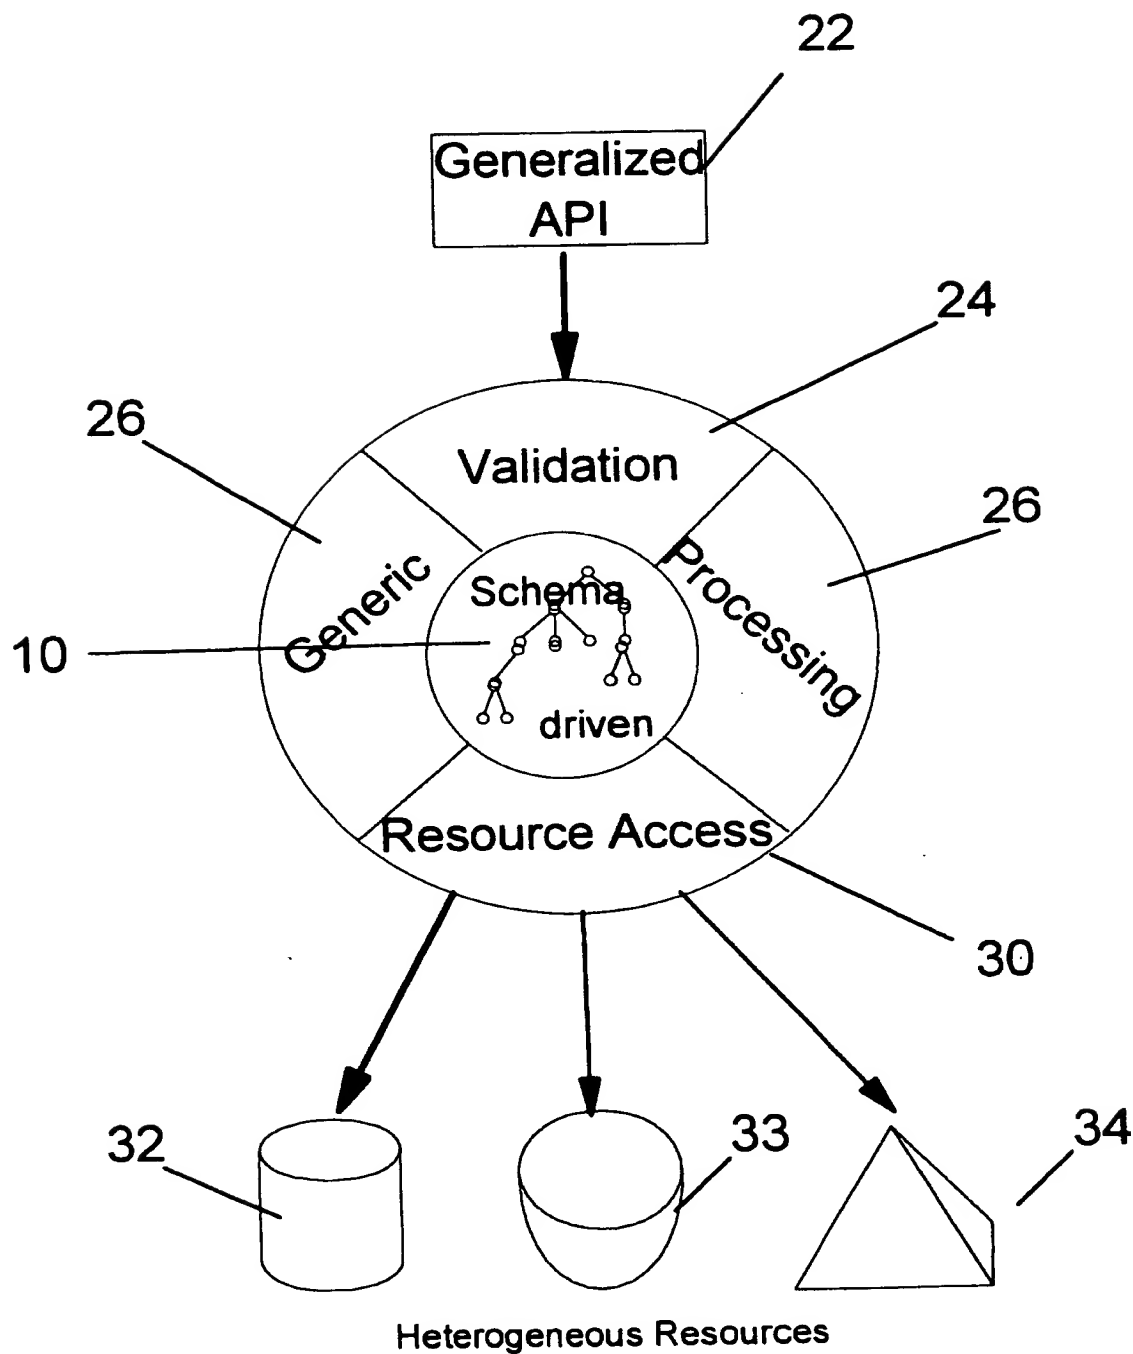 22
Generalized
API
24
26
Validation
26
Generic
Processing
Schema
10
driven
Resource Access
30
32
33
34
Heterogeneous Resources